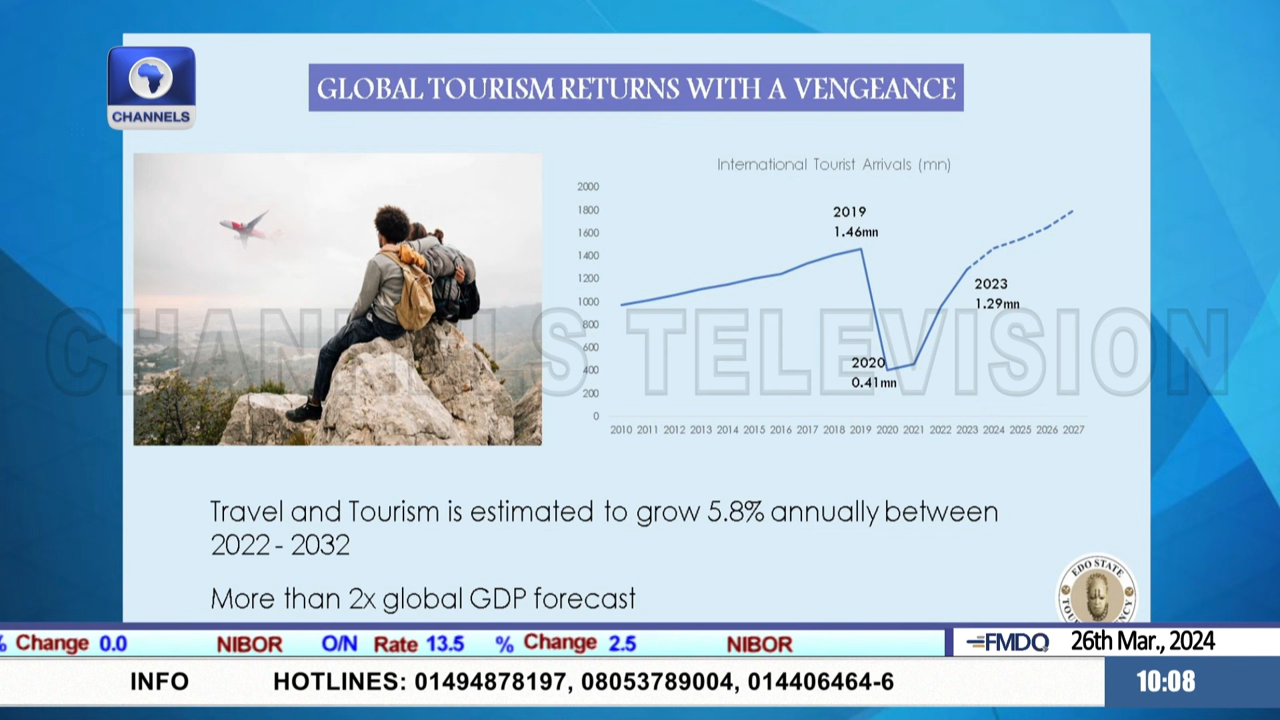 CHANNELS
GLOBAL TOURISM RETURNS WITH A VENGEANCE
International Tourist Arrivals (mn)
2000
1800
1600
1400
1200
1000
800
600
400
200
0
2019
1.46mn
2023
1.29mn
2020
0.41mn
2010 2011 2012 2013 2014 2015 2016 2017 2018 2019 2020 2021 2022 2023 2024 2025 2026 2027
CHANNELS TELEVISION
Travel and Tourism is estimated to grow 5.8% annually between
2022 - 2032
More than 2x global GDP forecast
EDO STATE
% Change 0.0 NIBOR O/N Rate 13.5 % Change 2.5 NIBOR
FMDQ 26th Mar., 2024
INFO HOTLINES: 01494878197, 08053789004, 014406464-6
10:08